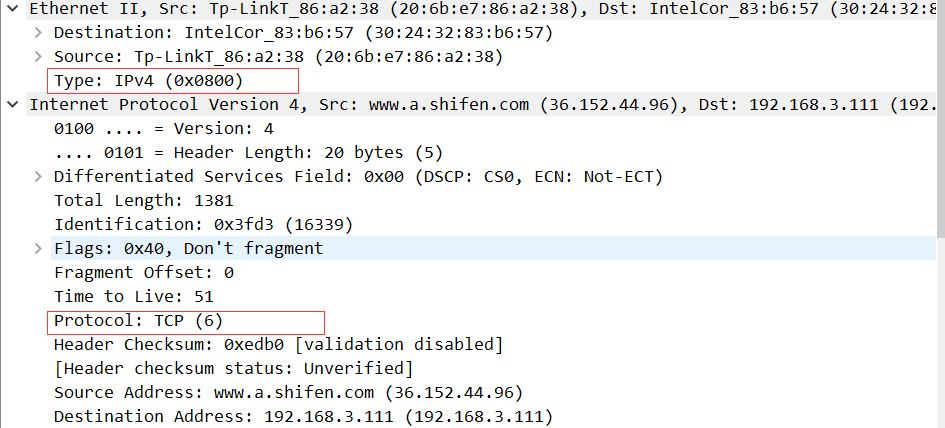 Ethernet II, Src: Tp-LinkT_86:a2:38 (20:6b:e7:86:a2:38), Dst: IntelCor_83:b6:57 (30:24:32:8
Destination: IntelCor_83:b6:57 (30:24:32:83:b6:57)
Source: Tp-LinkT_86:a2:38 (20:6b:e7:86:a2:38)
Type: IPv4 (0x0800)
Internet Protocol Version 4, Src: www.a.shifen.com (36.152.44.96), Dst: 192.168.3.111 (192.
0100 .... = Version: 4
.... 0101 = Header Length: 20 bytes (5)
Differentiated Services Field: 0x00 (DSCP: CS0, ECN: Not-ECT)
Total Length: 1381
Identification: 0x3fd3 (16339)
Flags: 0x40, Don't fragment
Fragment Offset: 0
Time to Live: 51
Protocol: TCP (6)
Header Checksum: 0xedb0 [validation disabled]
[Header checksum status: Unverified]
Source Address: www.a.shifen.com (36.152.44.96)
Destination Address: 192.168.3.111 (192.168.3.111)